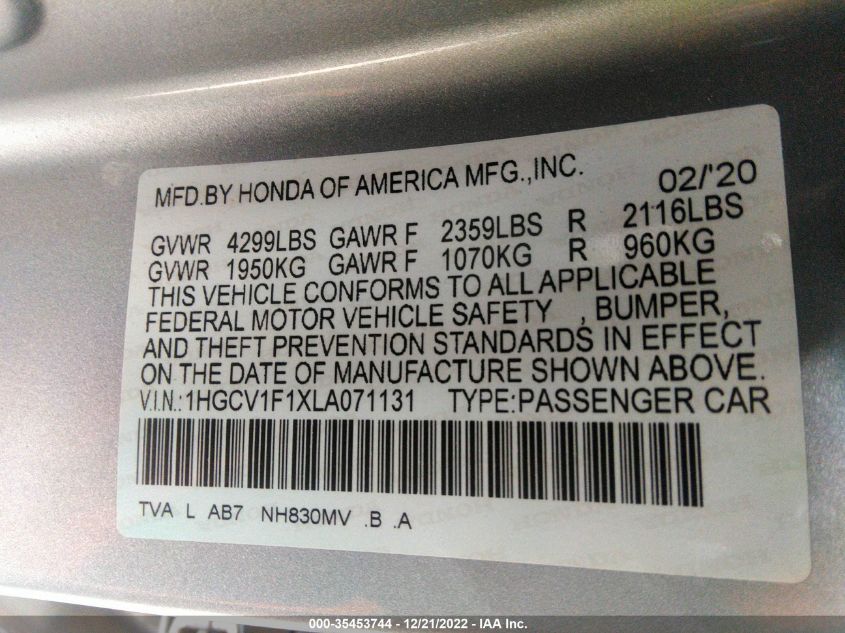 MFD.BY HONDA OF AMERICA MFG.,INC. 02/'20
GVWR 4299LBS GAWR F 2359LBS R 2116LBS
GVWR 1950KG GAWR F 1070KG R 960KG
THIS VEHICLE CONFORMS TO ALL APPLICABLE
FEDERAL MOTOR VEHICLE SAFETY , BUMPER,
AND THEFT PREVENTION STANDARDS IN EFFECT
ON THE DATE OF MANUFACTURE SHOWN ABOVE.
V.I.N.:1HGCV1F1XLA071131 TYPE:PASSENGER CAR
TVA L AB7 NH830MV .B .A
000-35453744 - 12/21/2022 - IAA Inc.